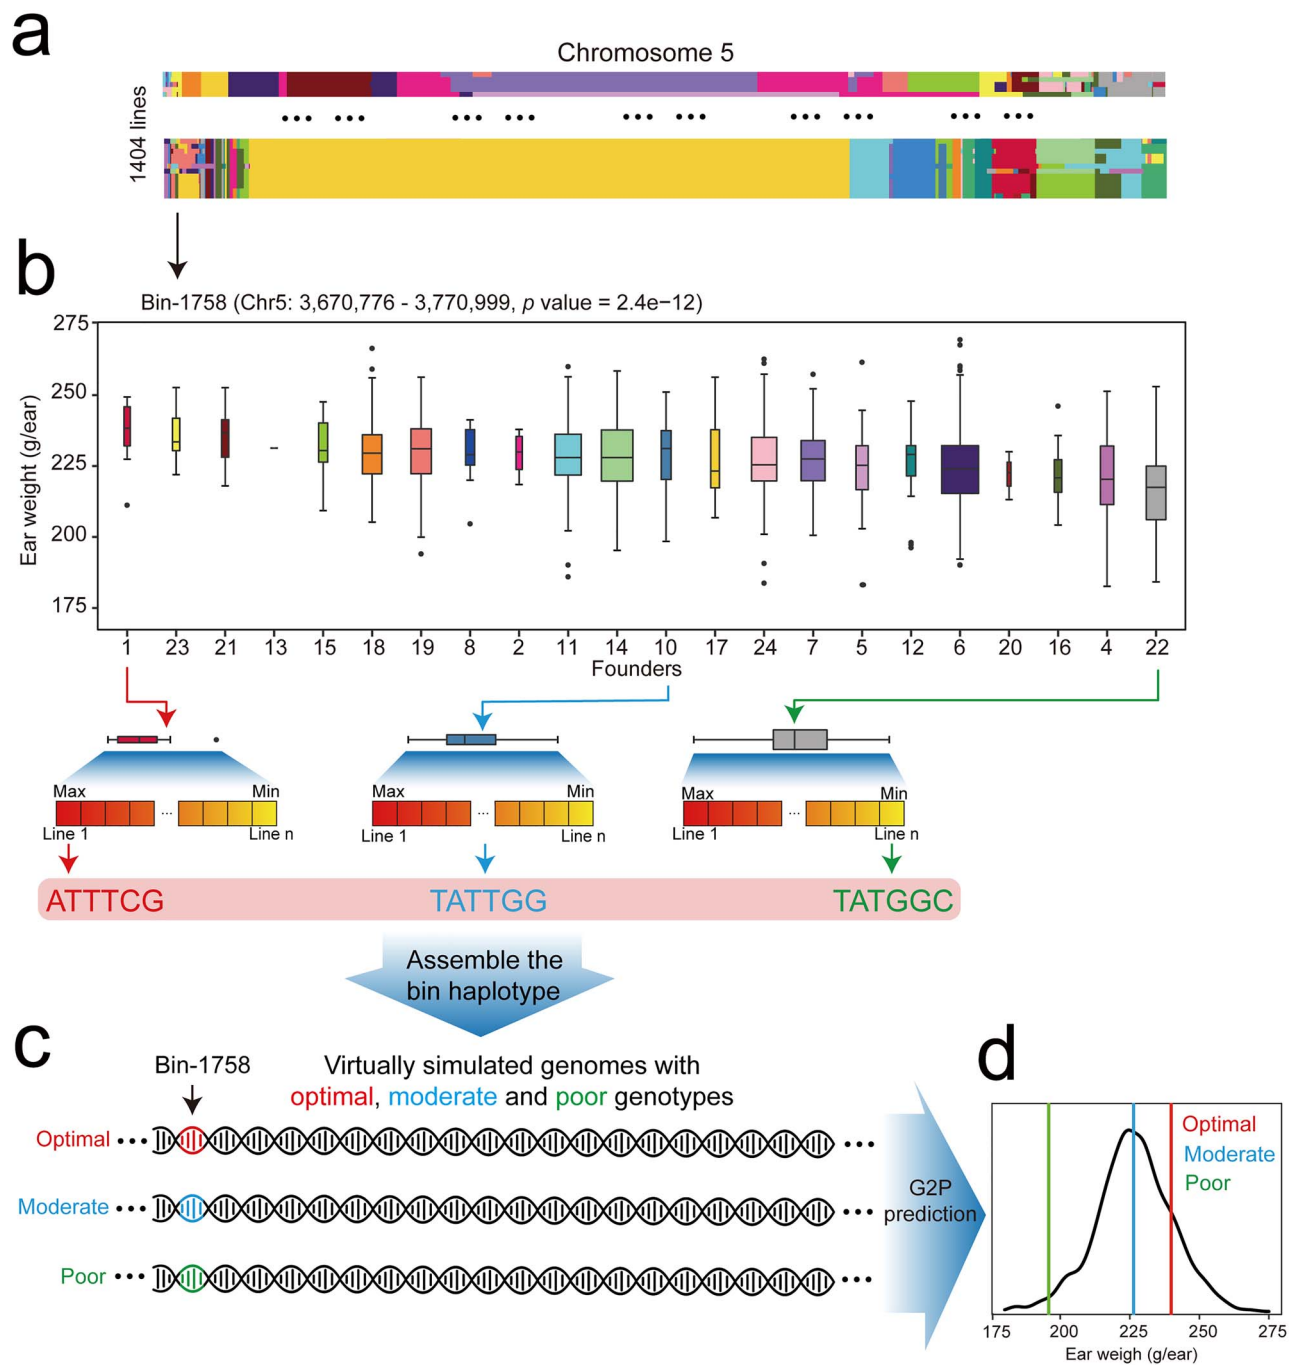 a
Chromosome 5
1404 lines
b
Bin-1758 (Chr5: 3,670,776 - 3,770,999, p value = 2.4e−12)
Ear weight (g/ear)
275
250
225
200
175
1 23 21 13 15 18 19 8 2 11 14 10 17 24 7 5 12 6 20 16 4 22
Founders
Max Min Max Min Max Min
... ... ...
Line 1 Line n Line 1 Line n Line 1 Line n
ATTTCG TATTGG TATGGC
Assemble the
bin haplotype
c
Bin-1758
Virtually simulated genomes with
optimal, moderate and poor genotypes
Optimal
Moderate
Poor
G2P
prediction
d
Optimal
Moderate
Poor
175 200 225 250 275
Ear weigh (g/ear)